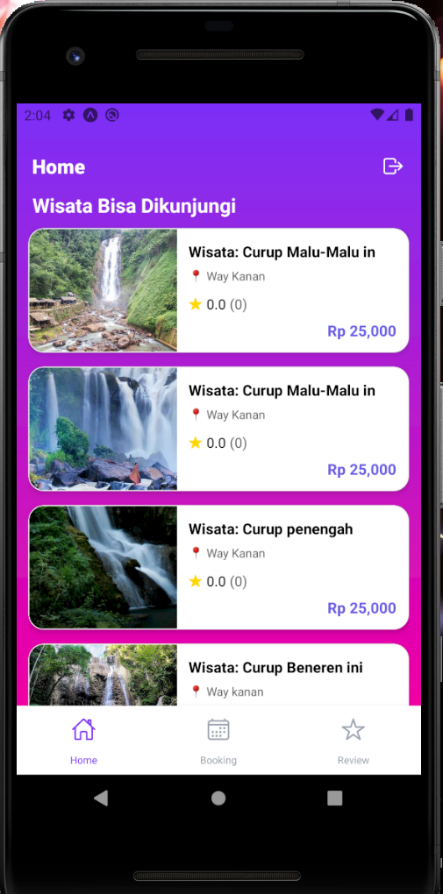 2:04
Home
Wisata Bisa Dikunjungi
Wisata: Curup Malu-Malu in
Way Kanan
0.0 (0)
Rp 25,000
Wisata: Curup Malu-Malu in
Way Kanan
0.0 (0)
Rp 25,000
Wisata: Curup penengah
Way Kanan
0.0 (0)
Rp 25,000
Wisata: Curup Beneren ini
Way kanan
Home Booking Review